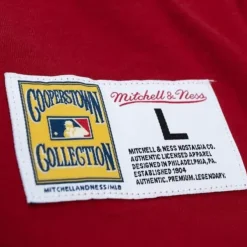 COOPERSTOWN
COLLECTION
MITCHELLANDNESS/MLB
Mitchell & Ness
L
MITCHELL & NESS NOSTALGIA CO.
AUTHENTIC LICENSED APPAREL
DESIGNED IN PHILADELPHIA, PA.
ESTABLISHED 1904
AUTHENTIC. PREMIUM. LEGENDARY.